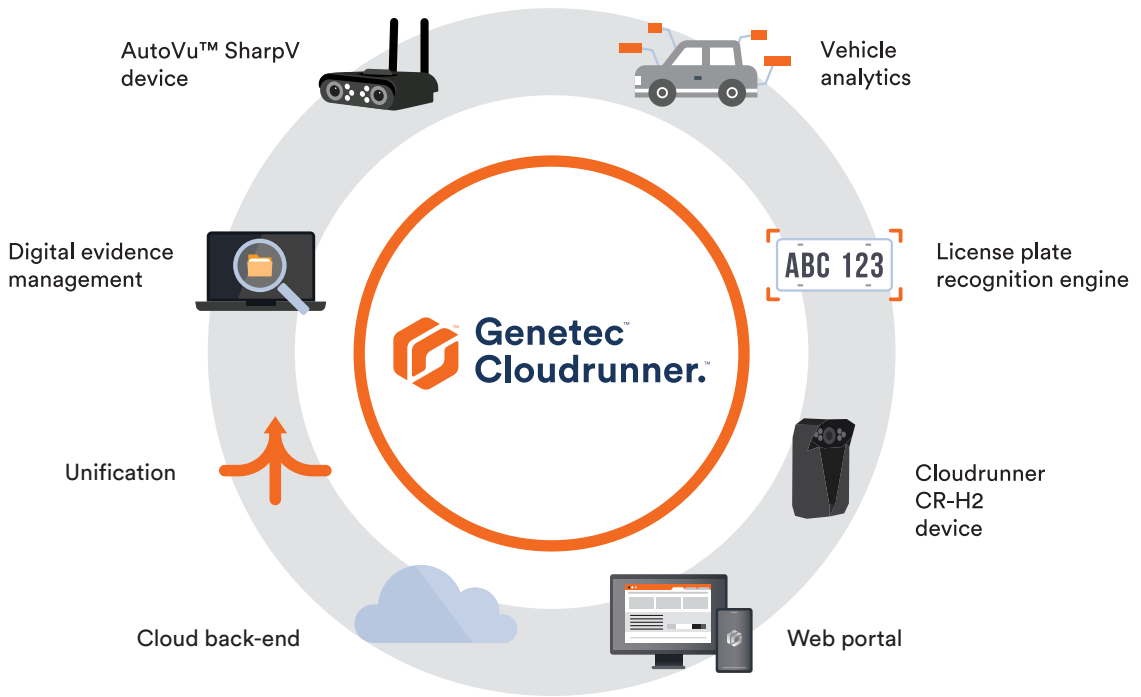 AutoVu™ SharpV
device
Vehicle
analytics
Digital evidence
management
ABC 123
License plate
recognition engine
Genetec™
Cloudrunner.™
Unification
Cloudrunner
CR-H2
device
Cloud back-end
Web portal